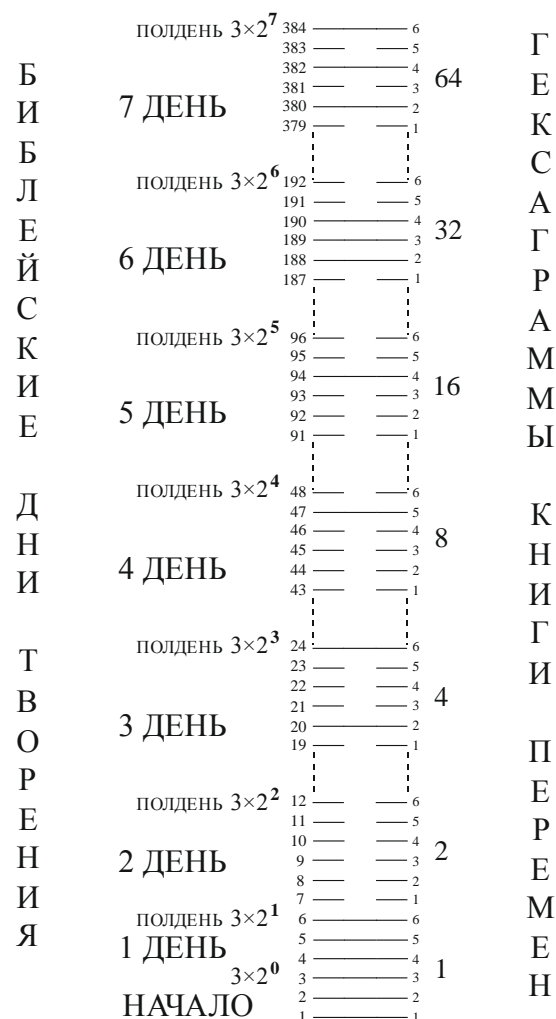 БИБЛЕЙСКИЕ ДНИ ТВОРЕНИЯ
ПОЛДЕНЬ 3×2⁷ 384 6
383 5
382 4
64
381 3
7 ДЕНЬ
380 2
379 1
ПОЛДЕНЬ 3×2⁶ 192 6
191 5
190 4
32
189 3
6 ДЕНЬ
188 2
187 1
ПОЛДЕНЬ 3×2⁵ 96 6
95 5
94 4
16
93 3
5 ДЕНЬ
92 2
91 1
ПОЛДЕНЬ 3×2⁴ 48 6
47 5
46 4
8
45 3
4 ДЕНЬ
44 2
43 1
ПОЛДЕНЬ 3×2³ 24 6
23 5
22 4
4
21 3
3 ДЕНЬ
20 2
19 1
ПОЛДЕНЬ 3×2² 12 6
11 5
10 4
2
9 3
2 ДЕНЬ
8 2
7 1
ПОЛДЕНЬ 3×2¹ 6 6
1 ДЕНЬ
5 5
4 4
3×2⁰ 3 3
1
НАЧАЛО
2 2
1 1
ГЕКСАГРАММЫ КНИГИ ПЕРЕМЕН